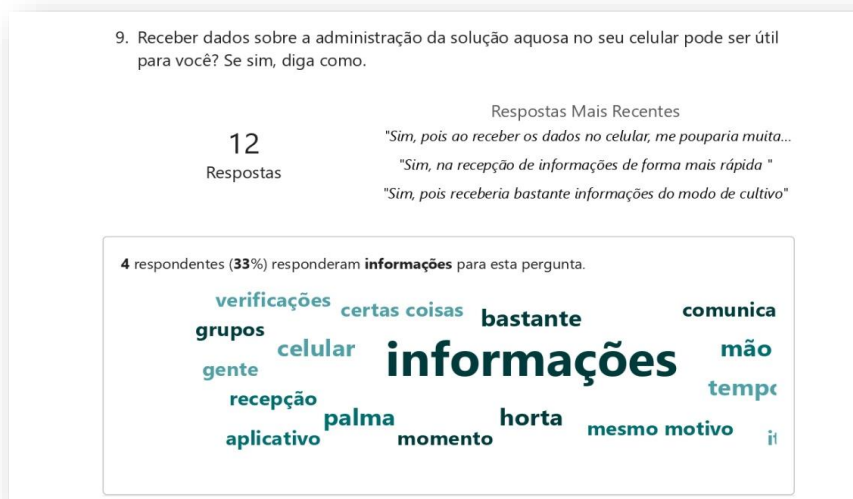 9. Receber dados sobre a administração da solução aquosa no seu celular pode ser útil
para você? Se sim, diga como.
12
Respostas
Respostas Mais Recentes
"Sim, pois ao receber os dados no celular, me pouparia muita...
"Sim, na recepção de informações de forma mais rápida "
"Sim, pois receberia bastante informações do modo de cultivo"
4 respondentes (33%) responderam informações para esta pergunta.
verificações certas coisas bastante comunica
grupos
celular informações mão
gente
recepção
palma horta mesmo motivo
aplicativo momento